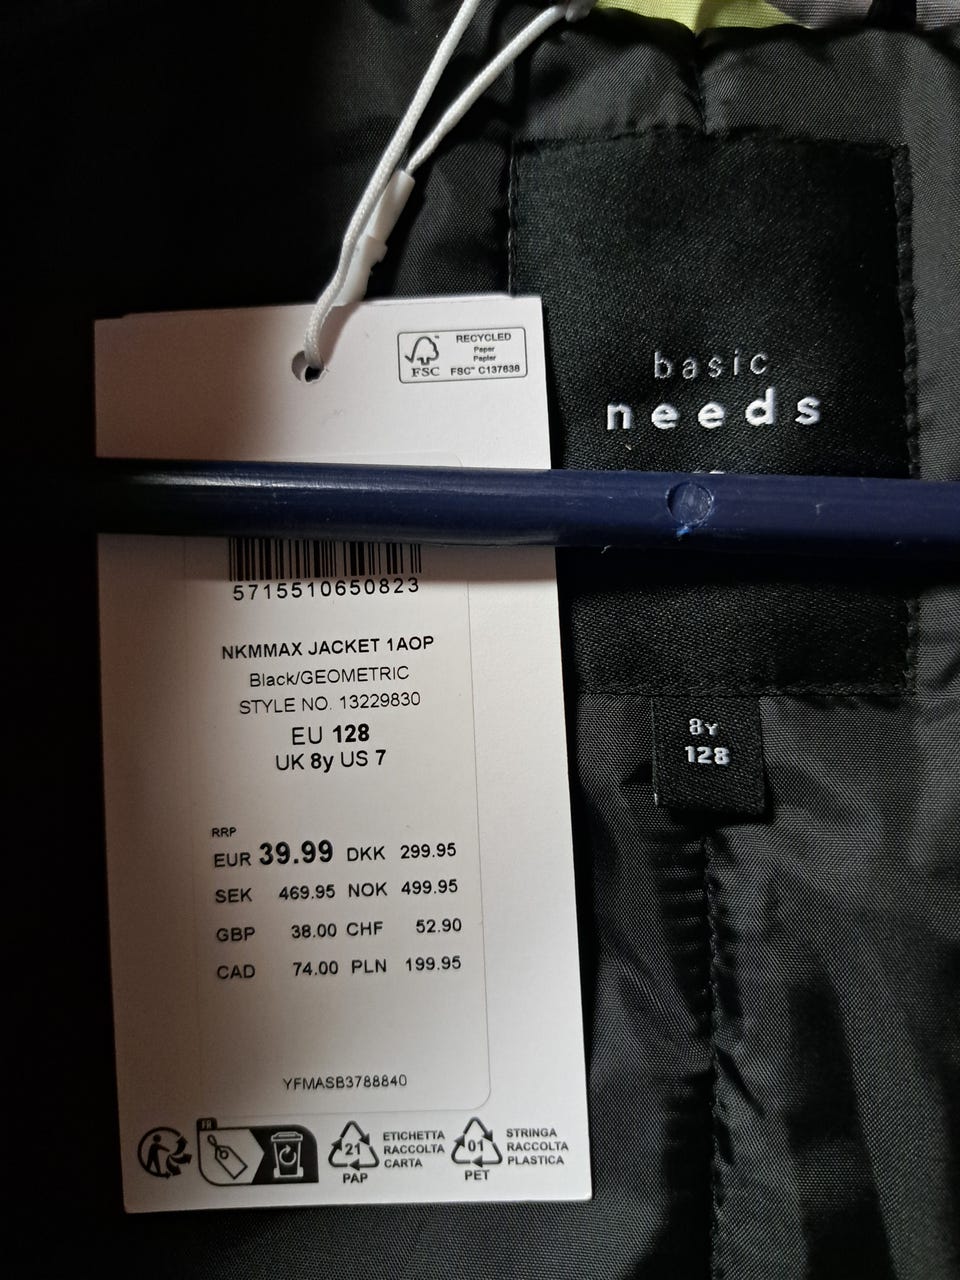 RECYCLED
Paper
Papier
FSC™ C137638
FSC
basic
needs
5715510650823
NKMMAX JACKET 1AOP
Black/GEOMETRIC
STYLE NO. 13229830
EU 128
UK 8y US 7
8Y
128
RRP
EUR 39.99 DKK 299.95
SEK 469.95 NOK 499.95
GBP 38.00 CHF 52.90
CAD 74.00 PLN 199.95
YFMASB3788840
FR
21
PAP
ETICHETTA
RACCOLTA
CARTA
01
PET
STRINGA
RACCOLTA
PLASTICA